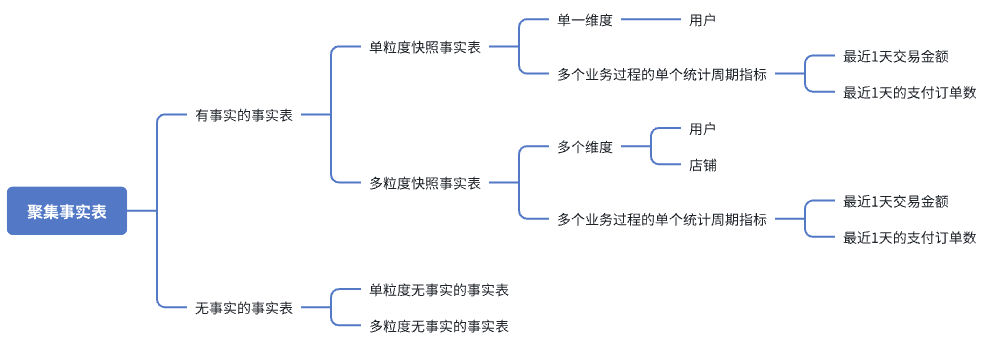 聚集事实表
有事实的事实表
单粒度快照事实表
单一维度
用户
多个业务过程的单个统计周期指标
最近1天交易金额
最近1天的支付订单数
多粒度快照事实表
多个维度
用户
店铺
多个业务过程的单个统计周期指标
最近1天交易金额
最近1天的支付订单数
无事实的事实表
单粒度无事实的事实表
多粒度无事实的事实表